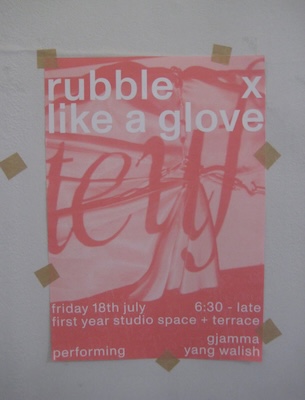 rubble x
like a glove
friday 18th july 6:30 - late
first year studio space + terrace
gjamma
performing yang walish